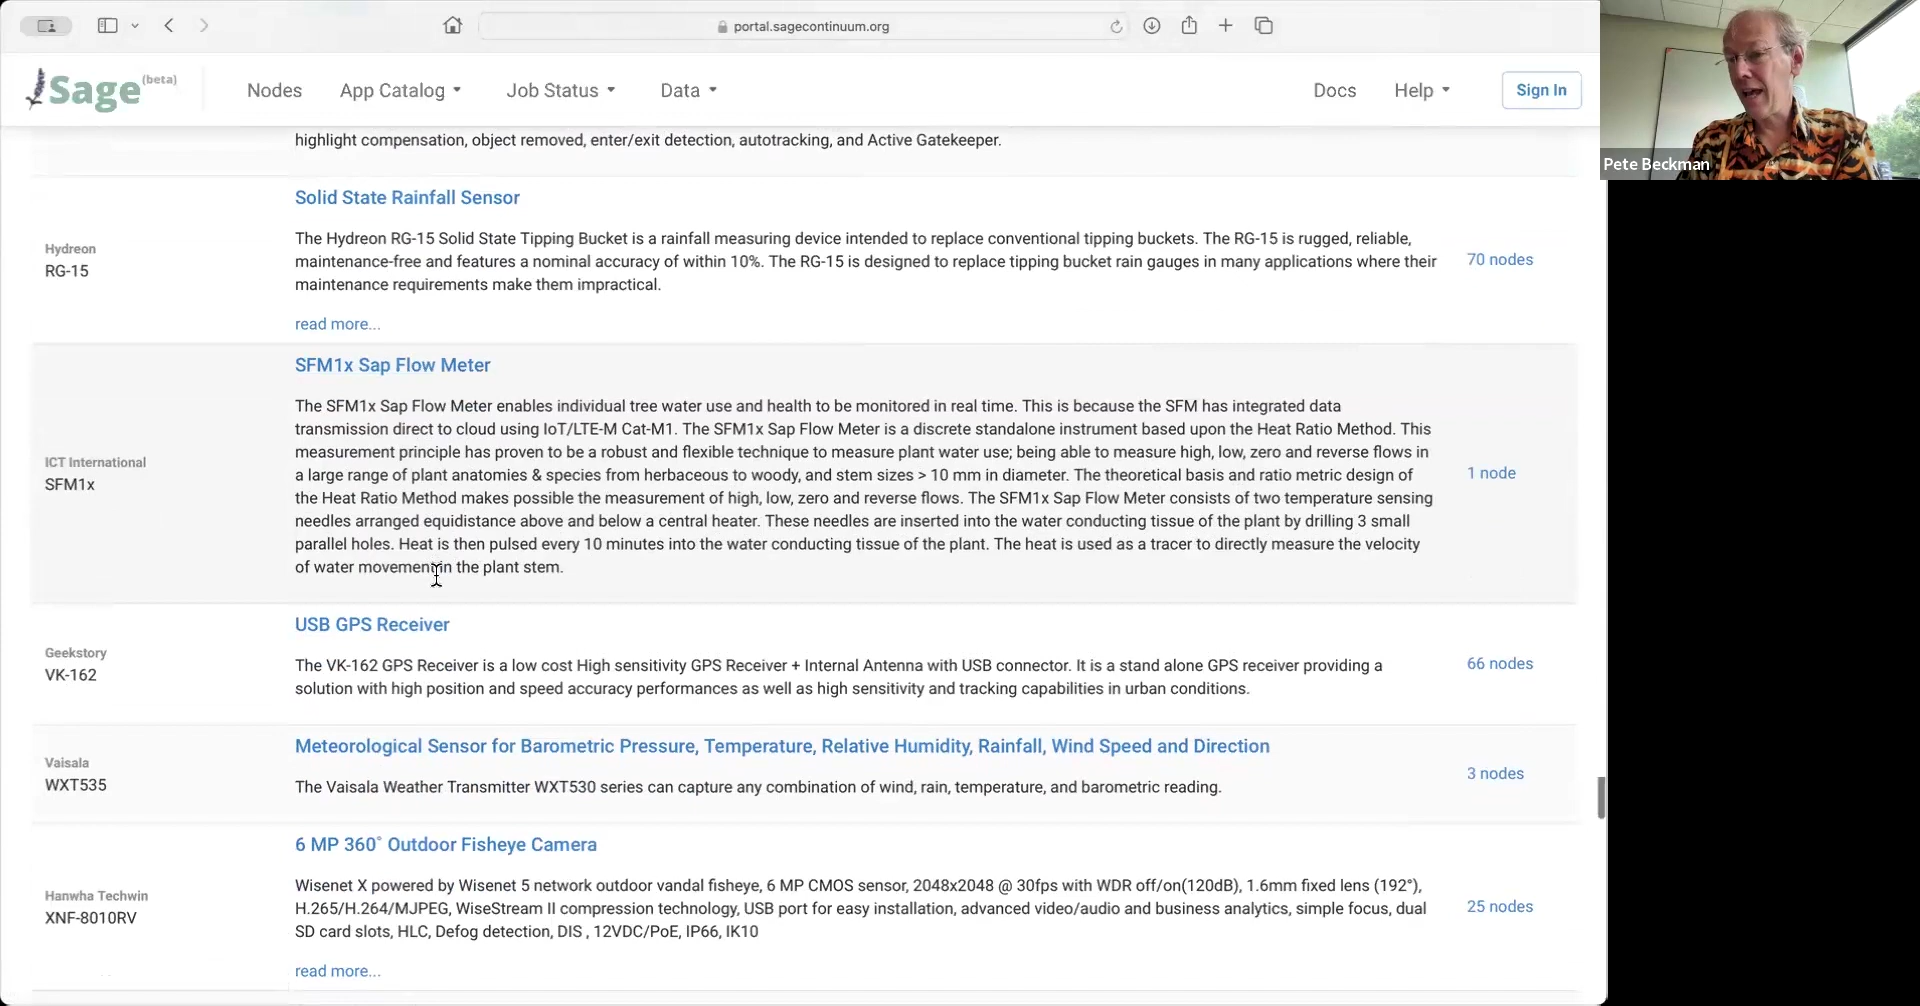 portal.sagecontinuum.org
Sage (beta)
Nodes
App Catalog
Job Status
Data
Docs
Help
Sign In
Pete Beckman
highlight compensation, object removed, enter/exit detection, autotracking, and Active Gatekeeper.
Hydreon
RG-15
Solid State Rainfall Sensor
The Hydreon RG-15 Solid State Tipping Bucket is a rainfall measuring device intended to replace conventional tipping buckets. The RG-15 is rugged, reliable,
maintenance-free and features a nominal accuracy of within 10%. The RG-15 is designed to replace tipping bucket rain gauges in many applications where their
maintenance requirements make them impractical.
read more...
70 nodes
ICT International
SFM1x
SFM1x Sap Flow Meter
The SFM1x Sap Flow Meter enables individual tree water use and health to be monitored in real time. This is because the SFM has integrated data
transmission direct to cloud using IoT/LTE-M Cat-M1. The SFM1x Sap Flow Meter is a discrete standalone instrument based upon the Heat Ratio Method. This
measurement principle has proven to be a robust and flexible technique to measure plant water use; being able to measure high, low, zero and reverse flows in
a large range of plant anatomies & species from herbaceous to woody, and stem sizes > 10 mm in diameter. The theoretical basis and ratio metric design of
the Heat Ratio Method makes possible the measurement of high, low, zero and reverse flows. The SFM1x Sap Flow Meter consists of two temperature sensing
needles arranged equidistance above and below a central heater. These needles are inserted into the water conducting tissue of the plant by drilling 3 small
parallel holes. Heat is then pulsed every 10 minutes into the water conducting tissue of the plant. The heat is used as a tracer to directly measure the velocity
of water movement in the plant stem.
1 node
Geekstory
VK-162
USB GPS Receiver
The VK-162 GPS Receiver is a low cost High sensitivity GPS Receiver + Internal Antenna with USB connector. It is a stand alone GPS receiver providing a
solution with high position and speed accuracy performances as well as high sensitivity and tracking capabilities in urban conditions.
66 nodes
Vaisala
WXT535
Meteorological Sensor for Barometric Pressure, Temperature, Relative Humidity, Rainfall, Wind Speed and Direction
The Vaisala Weather Transmitter WXT530 series can capture any combination of wind, rain, temperature, and barometric reading.
3 nodes
Hanwha Techwin
XNF-8010RV
6 MP 360˚ Outdoor Fisheye Camera
Wisenet X powered by Wisenet 5 network outdoor vandal fisheye, 6 MP CMOS sensor, 2048x2048 @ 30fps with WDR off/on(120dB), 1.6mm fixed lens (192°),
H.265/H.264/MJPEG, WiseStream II compression technology, USB port for easy installation, advanced video/audio and business analytics, simple focus, dual
SD card slots, HLC, Defog detection, DIS , 12VDC/PoE, IP66, IK10
read more...
25 nodes